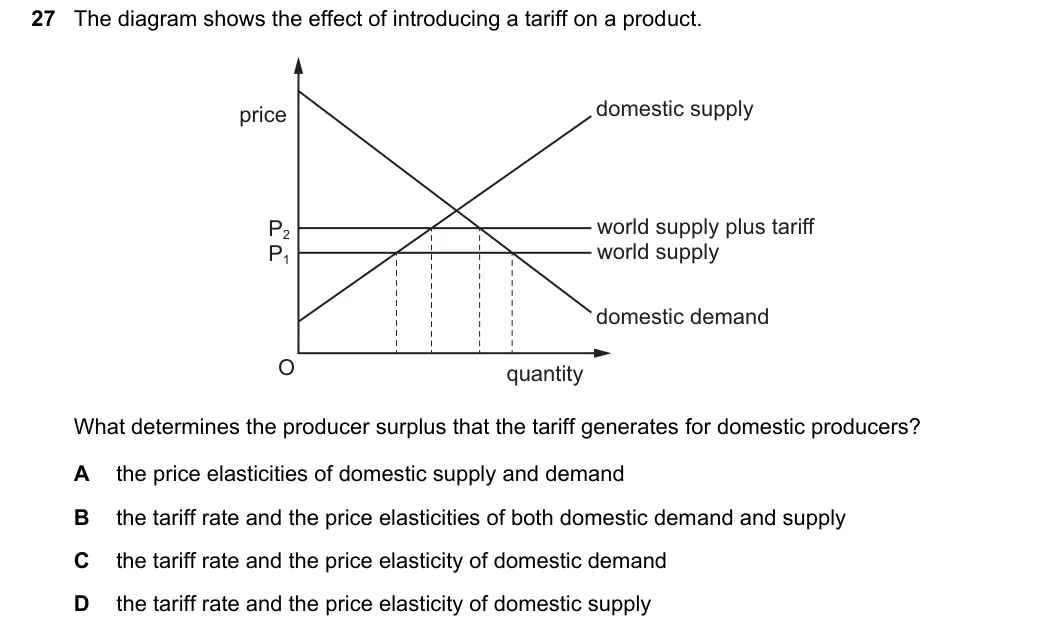 27 The diagram shows the effect of introducing a tariff on a product.
price
domestic supply
P2
world supply plus tariff
P1
world supply
domestic demand
O
quantity
What determines the producer surplus that the tariff generates for domestic producers?
A the price elasticities of domestic supply and demand
B the tariff rate and the price elasticities of both domestic demand and supply
C the tariff rate and the price elasticity of domestic demand
D the tariff rate and the price elasticity of domestic supply